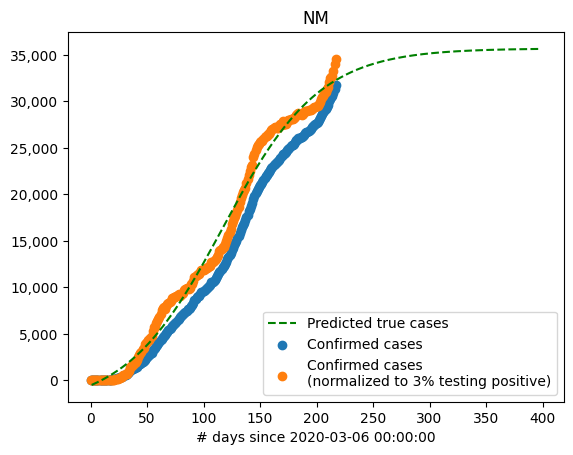 NM
35,000
30,000
25,000
20,000
15,000
10,000
5,000
0
Predicted true cases
Confirmed cases
Confirmed cases
(normalized to 3% testing positive)
0 50 100 150 200 250 300 350 400
# days since 2020-03-06 00:00:00